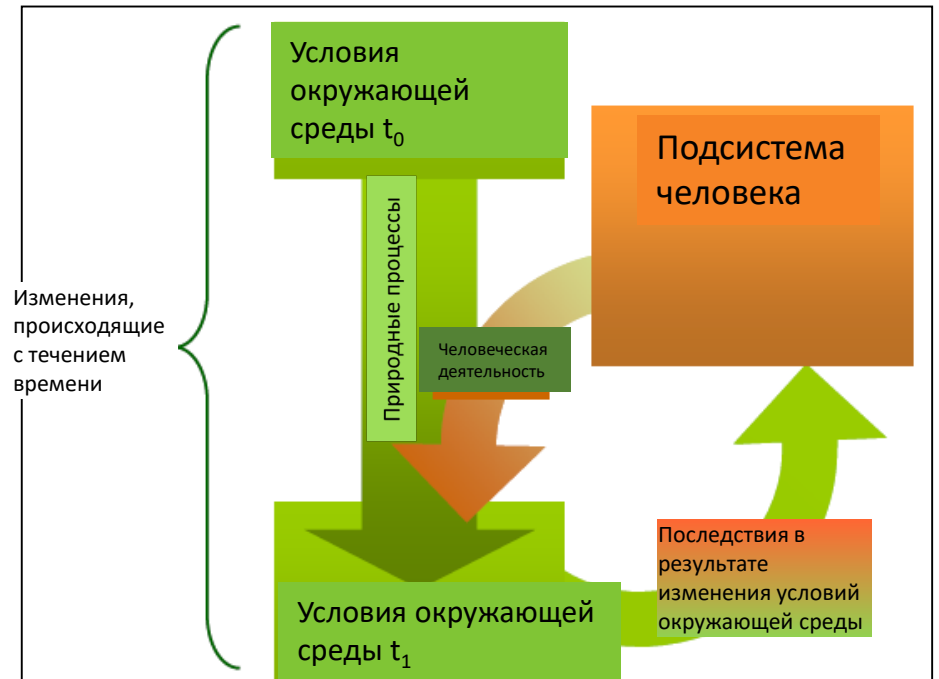 Условия
окружающей
среды t₀
Подсистема
человека
Природные процессы
Изменения,
происходящие
с течением
времени
Человеческая
деятельность
Последствия в
результате
изменения условий
окружающей среды
Условия окружающей
среды t₁